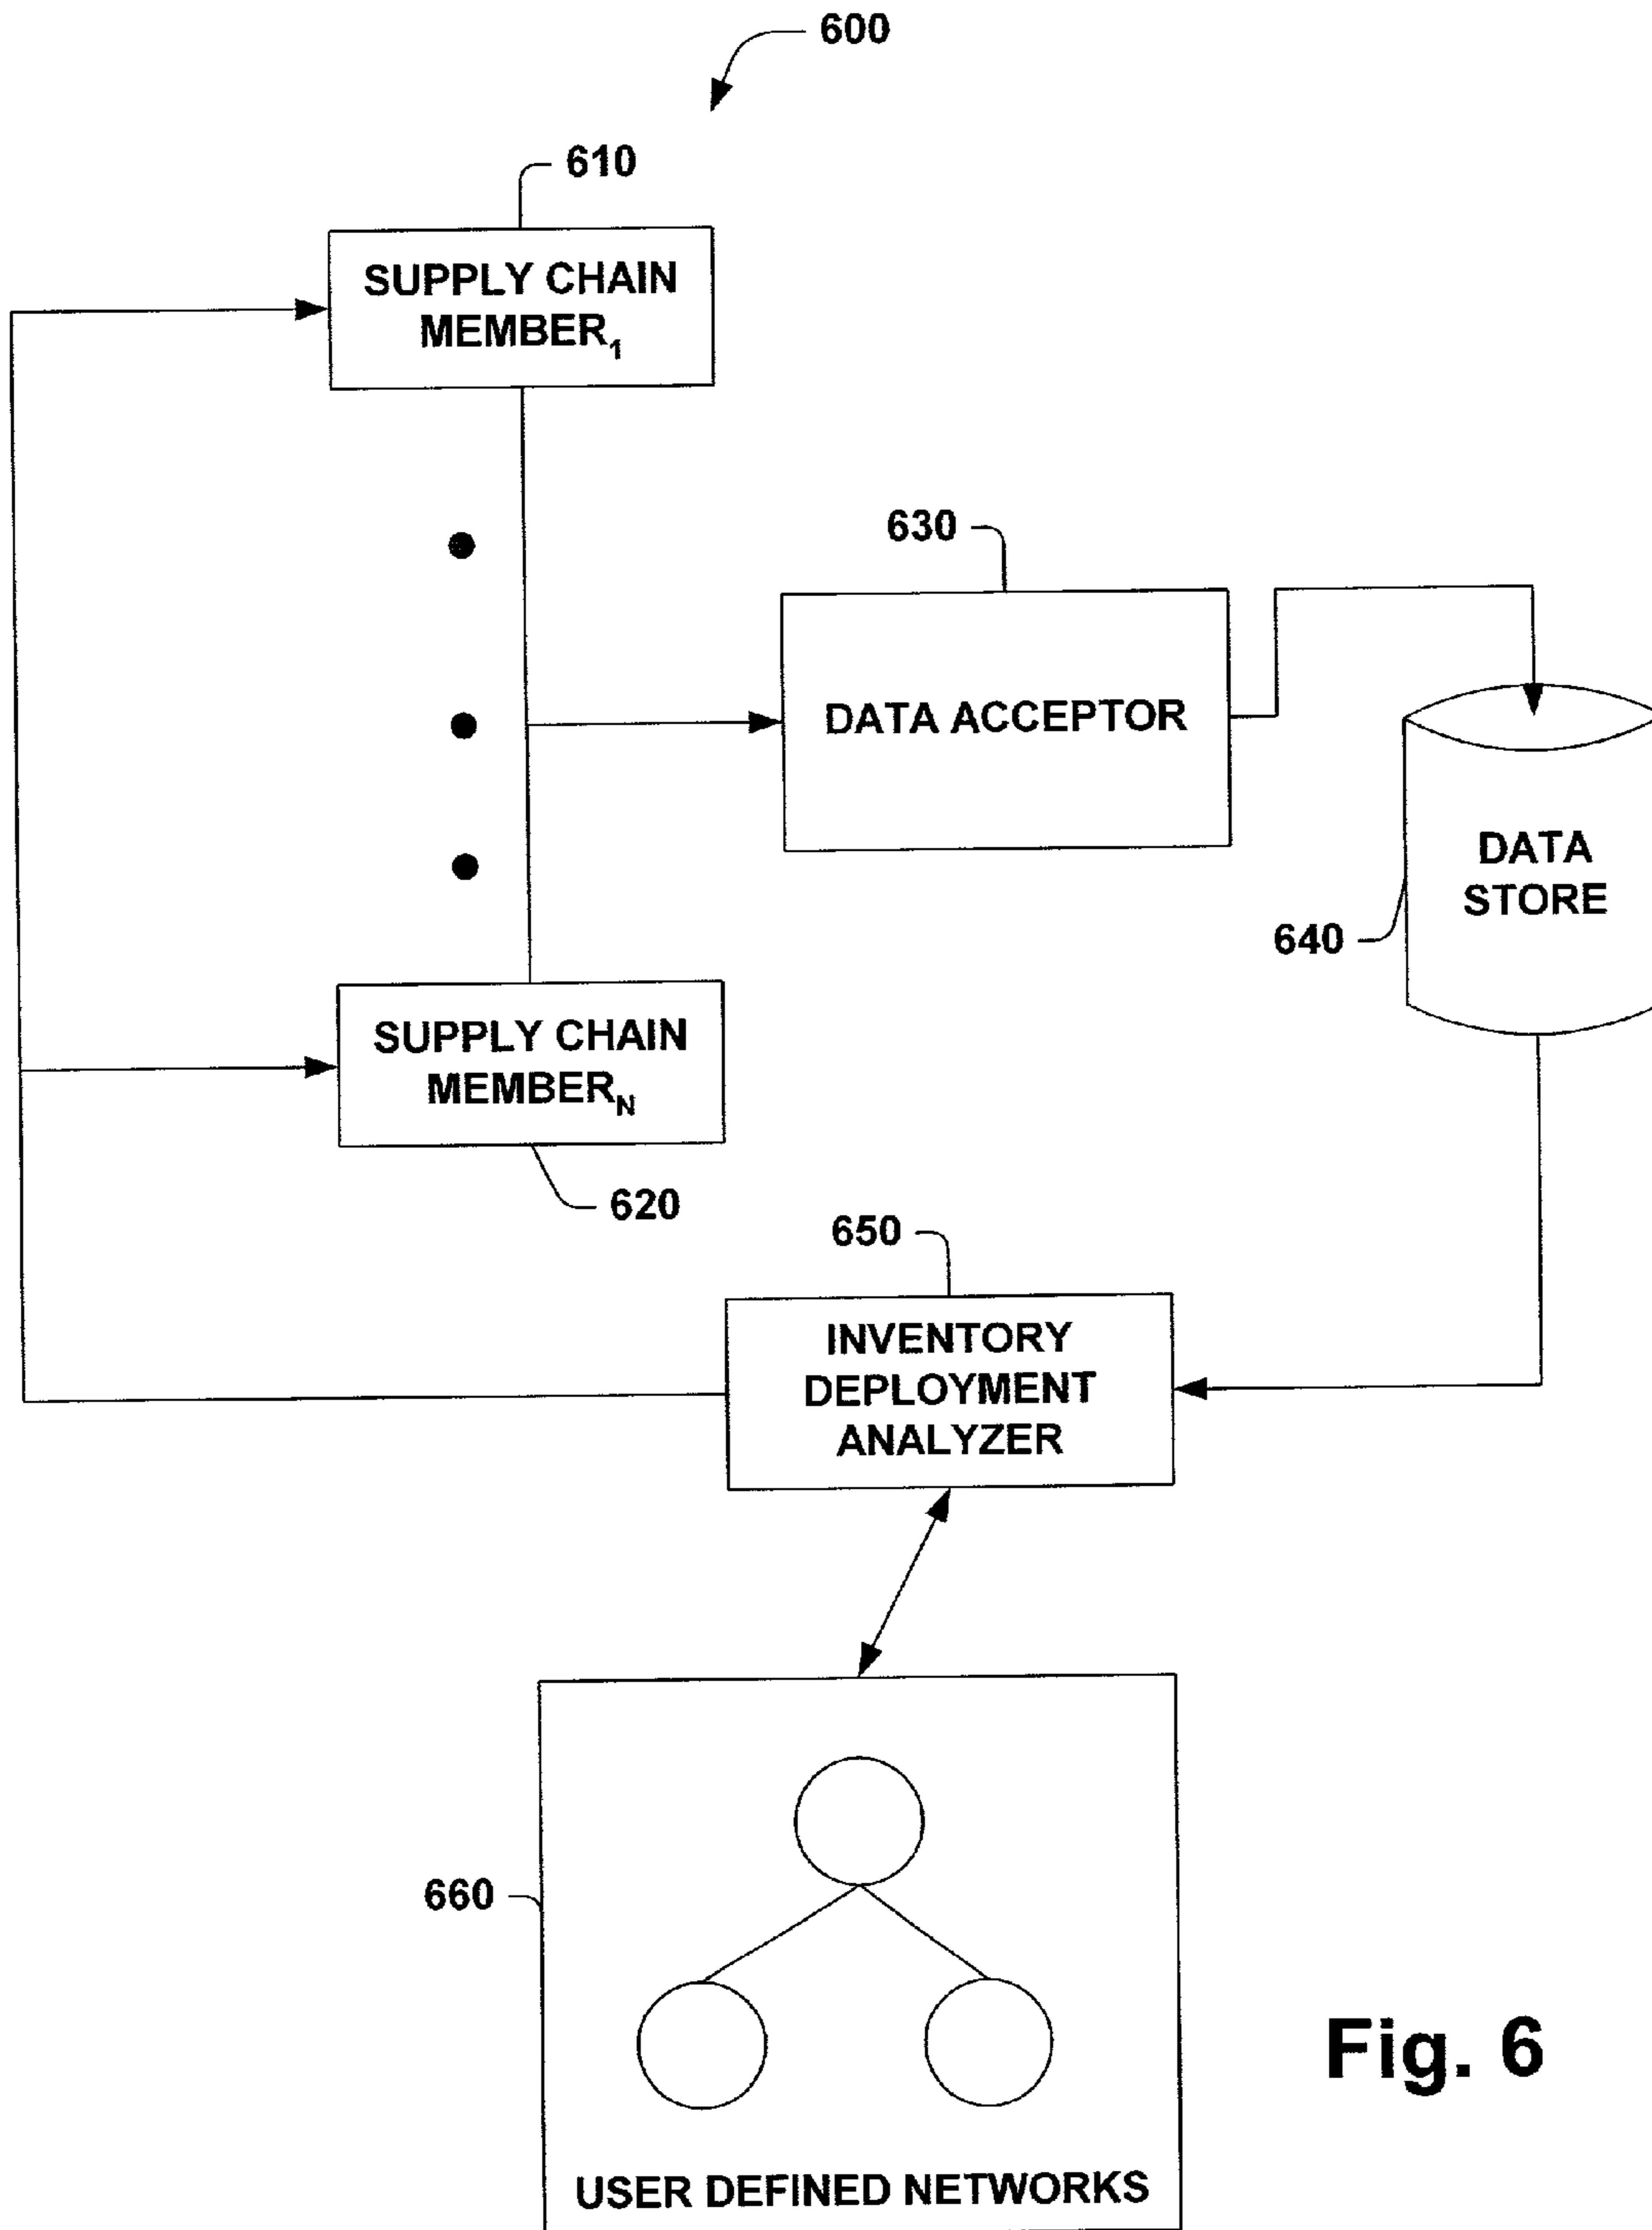 600
610
SUPPLY CHAIN
MEMBER₁
630
DATA ACCEPTOR
DATA
STORE
640
SUPPLY CHAIN
MEMBER_N
620
650
INVENTORY
DEPLOYMENT
ANALYZER
660
USER DEFINED NETWORKS
Fig. 6